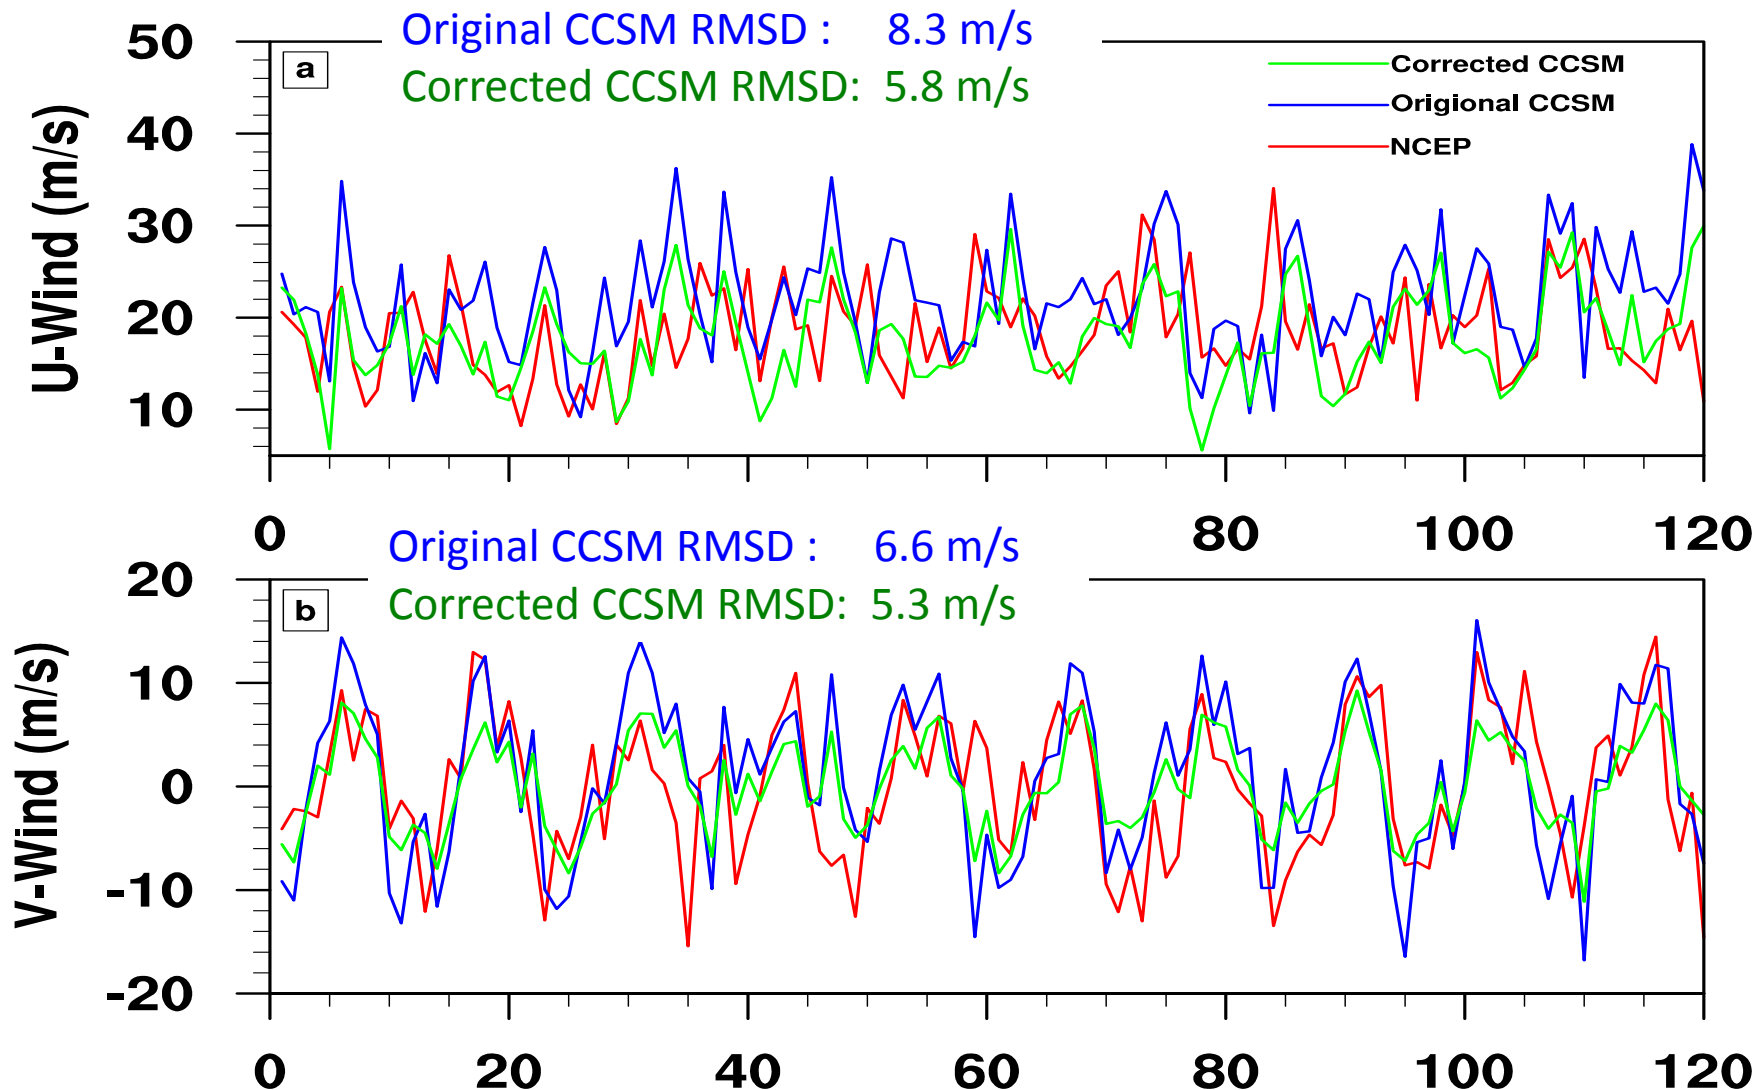 Original CCSM RMSD : 8.3 m/s
Corrected CCSM RMSD: 5.8 m/s
a
Corrected CCSM
Origional CCSM
NCEP
U-Wind (m/s)
50
40
30
20
10
0 80 100 120
Original CCSM RMSD : 6.6 m/s
Corrected CCSM RMSD: 5.3 m/s
b
V-Wind (m/s)
20
10
0
-10
-20
0 20 40 60 80 100 120